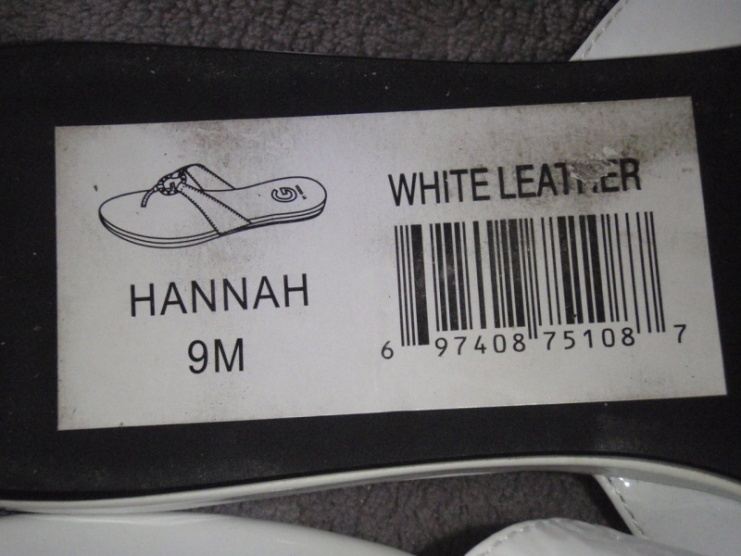 WHITE LEATHER
HANNAH
9M
6 97408 75108 7